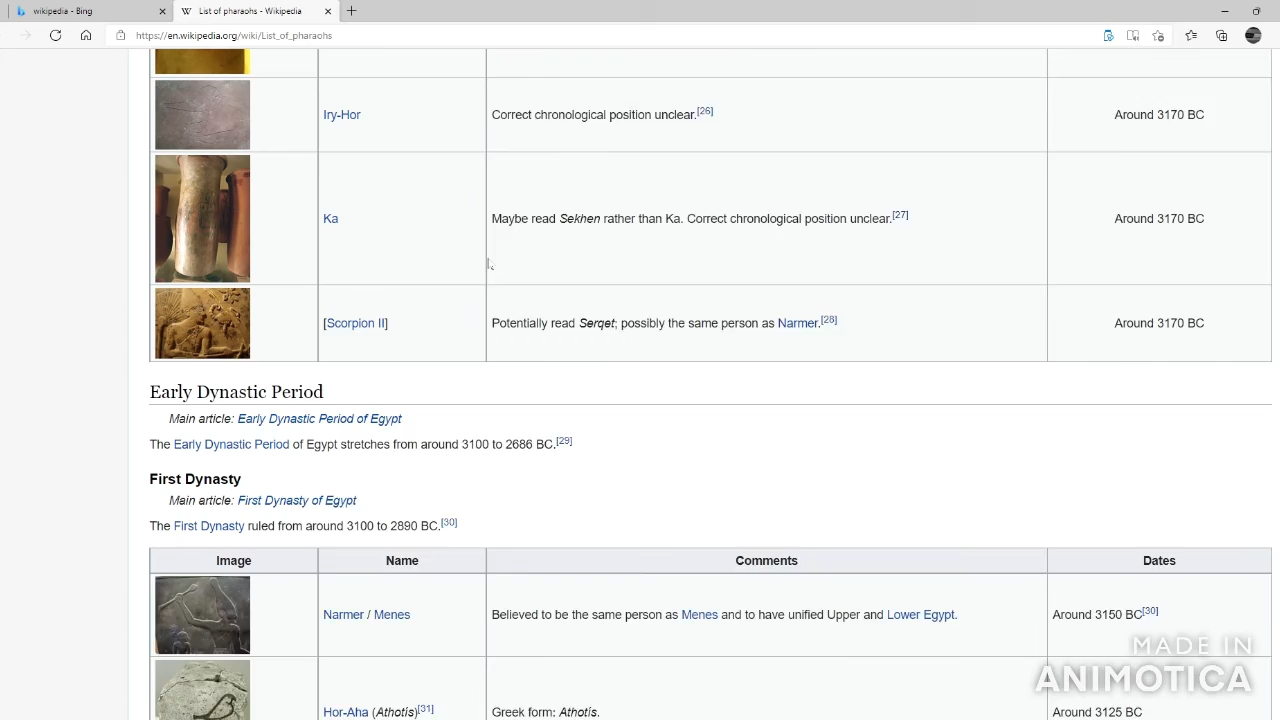 wikipedia - Bing
W List of pharaohs - Wikipedia
https://en.wikipedia.org/wiki/List_of_pharaohs
Iry-Hor Correct chronological position unclear.[26] Around 3170 BC
Ka Maybe read Sekhen rather than Ka. Correct chronological position unclear.[27] Around 3170 BC
[Scorpion II] Potentially read Serqet; possibly the same person as Narmer.[28] Around 3170 BC
Early Dynastic Period
Main article: Early Dynastic Period of Egypt
The Early Dynastic Period of Egypt stretches from around 3100 to 2686 BC.[29]
First Dynasty
Main article: First Dynasty of Egypt
The First Dynasty ruled from around 3100 to 2890 BC.[30]
Image Name Comments Dates
Narmer / Menes Believed to be the same person as Menes and to have unified Upper and Lower Egypt. Around 3150 BC[30]
Hor-Aha (Athotís)[31] Greek form: Athotís. Around 3125 BC
MADE IN
ANIMOTICA